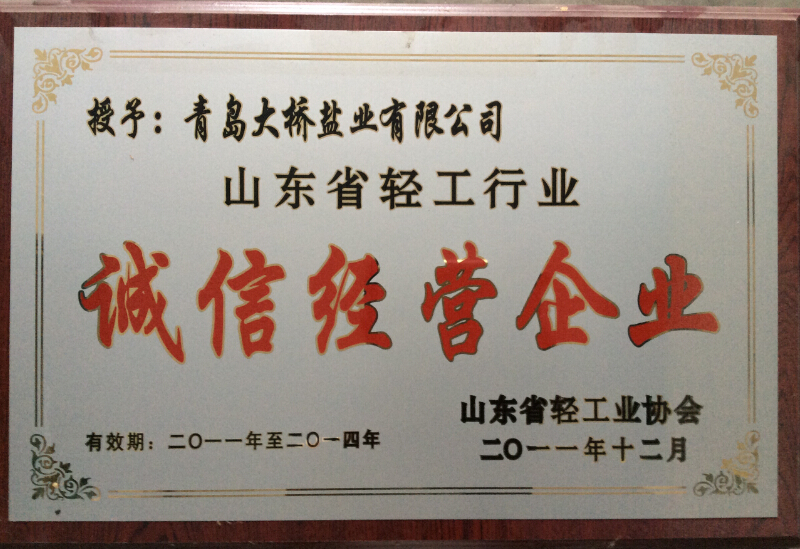 授予：青岛大桥盐业有限公司
山东省轻工行业
诚信经营企业
山东省轻工业协会
有效期：二〇一一年至二〇一四年
二〇一一年十二月